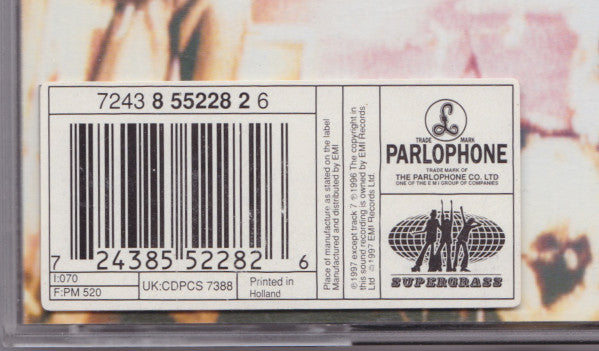 7243 8 55228 2 6
7 24385 52282 6
I:070
F:PM 520
UK:CDPCS 7388
Printed in
Holland
Place of manufacture as stated on the label
Manufactured and distributed by EMI
℗ 1997 except track 7 ℗ 1996 The copyright in
this sound recording is owned by EMI Records
Ltd © 1997 EMI Records Ltd.
£
TRADE MARK
PARLOPHONE
TRADE MARK OF
THE PARLOPHONE CO. LTD
ONE OF THE EMI GROUP OF COMPANIES
SUPERGRASS